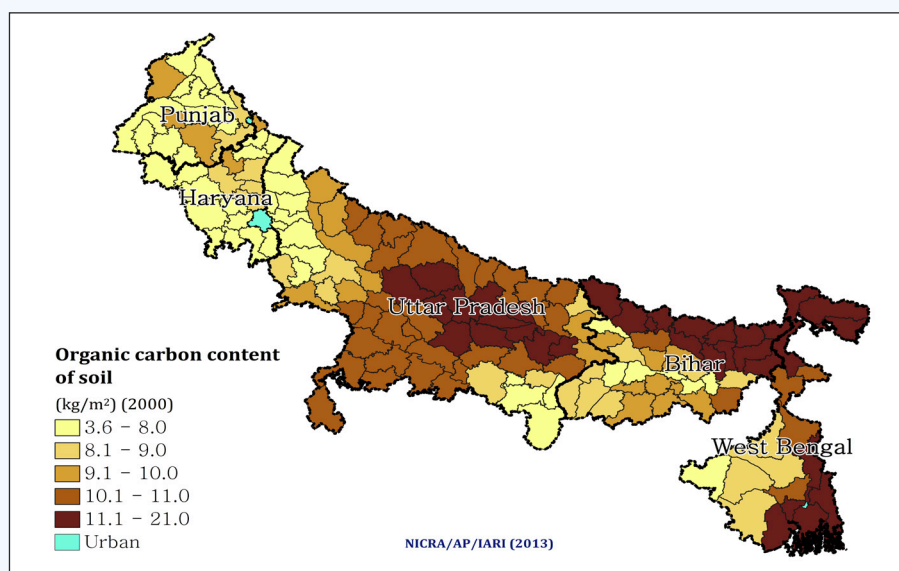 Punjab
Haryana
Uttar Pradesh
Bihar
West Bengal
Organic carbon content
of soil
(kg/m²) (2000)
3.6 – 8.0
8.1 – 9.0
9.1 – 10.0
10.1 – 11.0
11.1 – 21.0
Urban
NICRA/AP/IARI (2013)